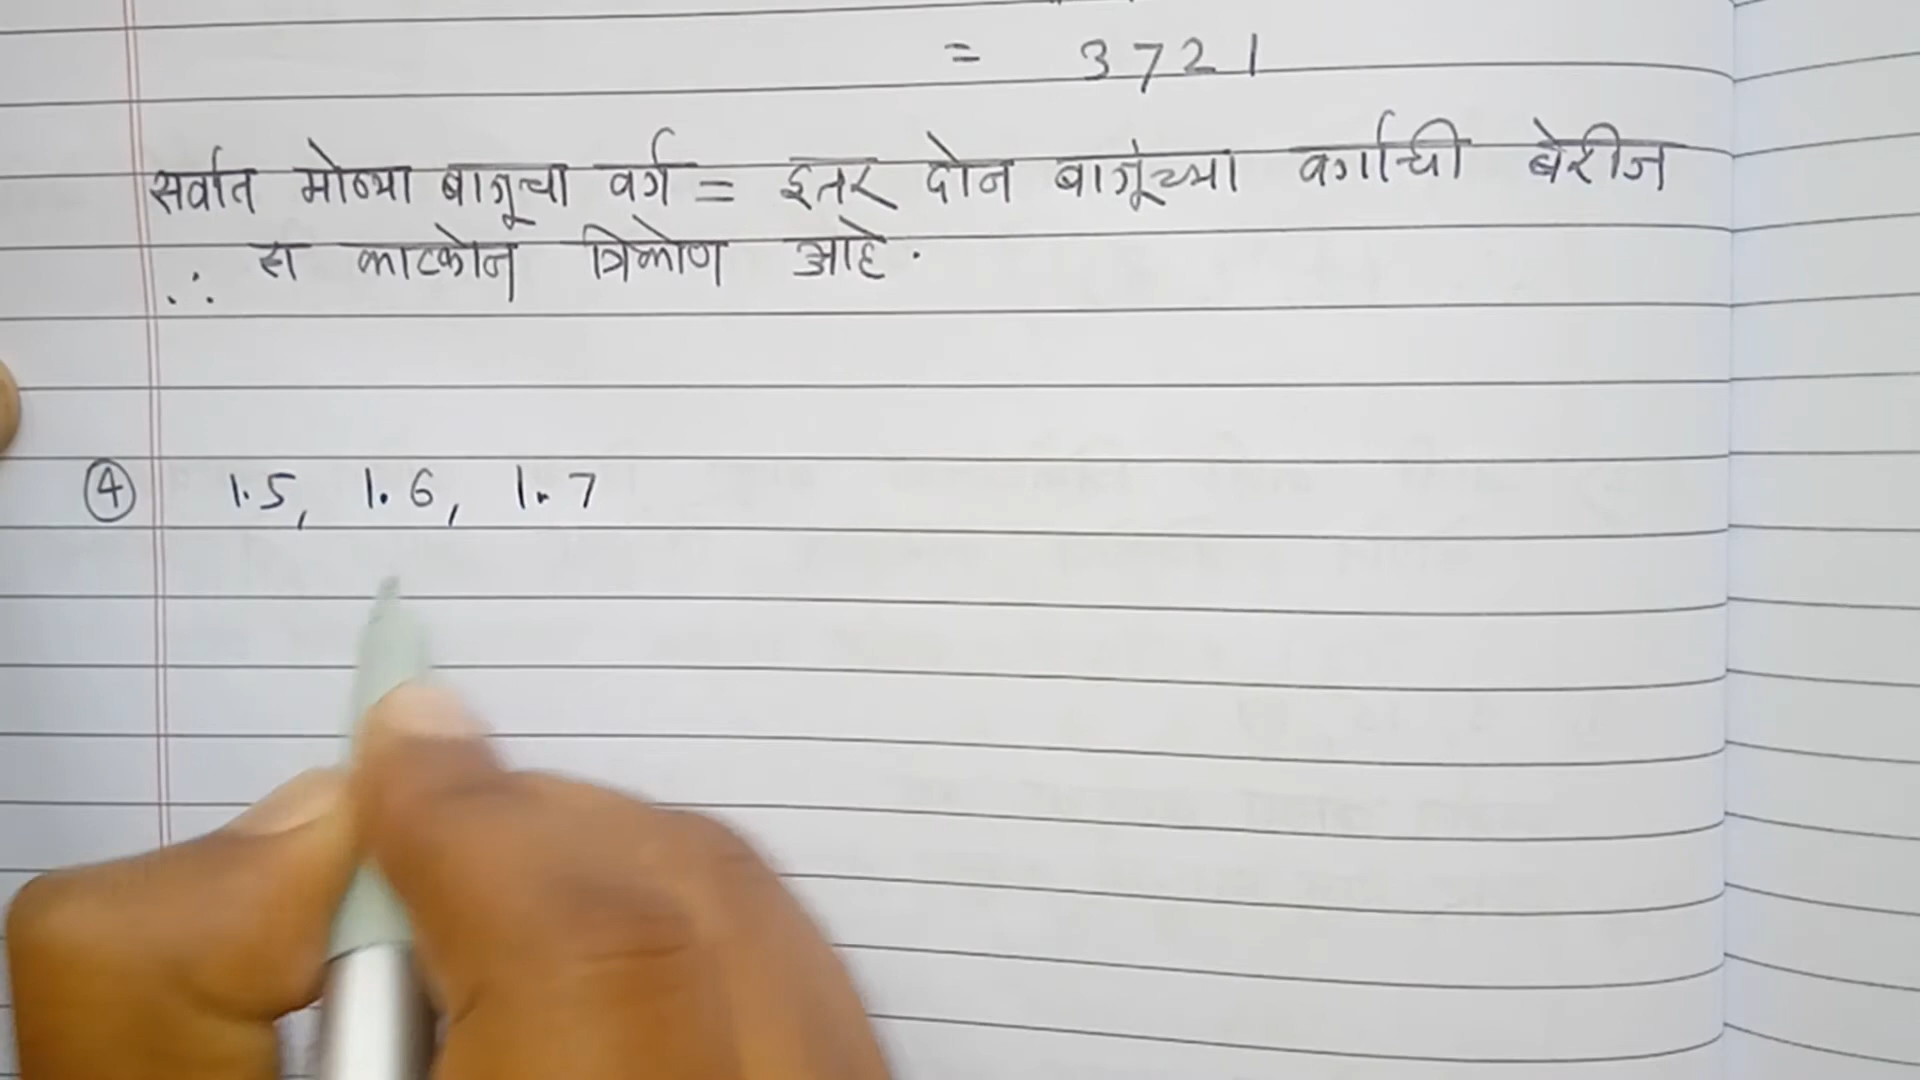 = 3721
सर्वात मोठ्या बाजूचा वर्ग = इतर दोन बाजूंच्या वर्गाची बेरीज
∴ हा काटकोन त्रिकोण आहे.
④ 1.5, 1.6, 1.7